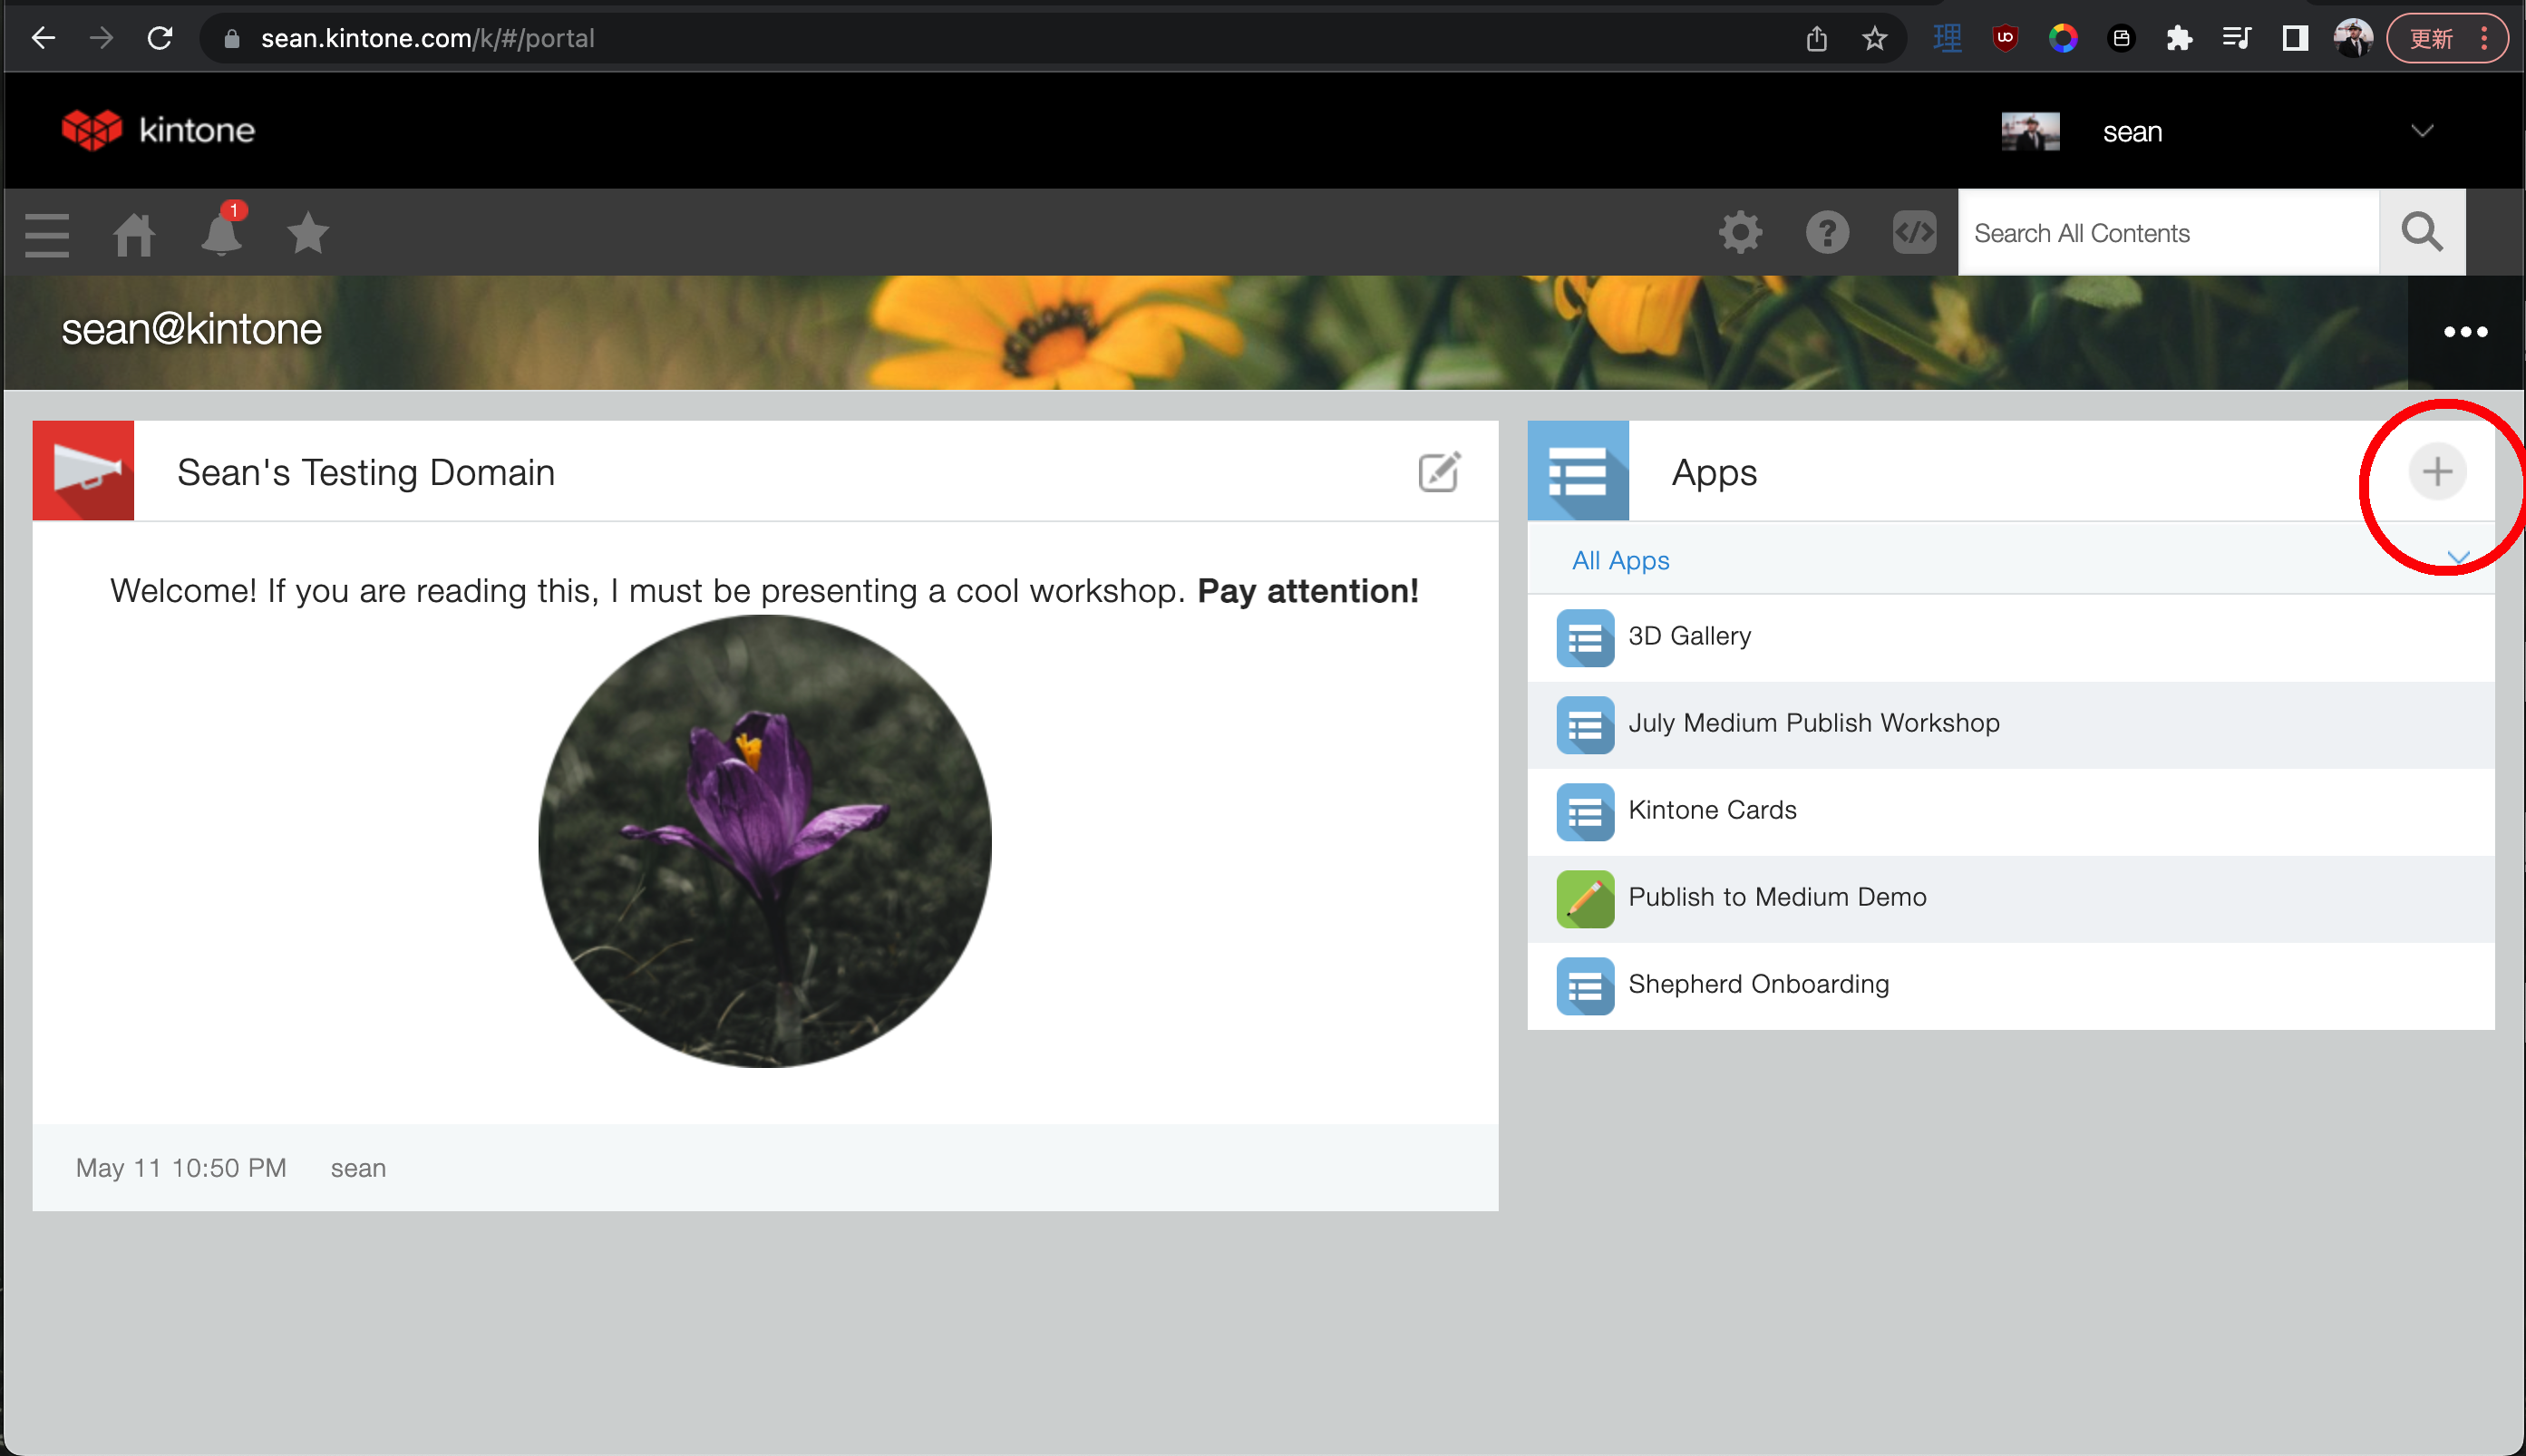 sean.kintone.com/k/#/portal
理
更新
kintone
sean
1
Search All Contents
sean@kintone
Sean's Testing Domain
Welcome! If you are reading this, I must be presenting a cool workshop. Pay attention!
May 11 10:50 PM sean
Apps
All Apps
3D Gallery
July Medium Publish Workshop
Kintone Cards
Publish to Medium Demo
Shepherd Onboarding